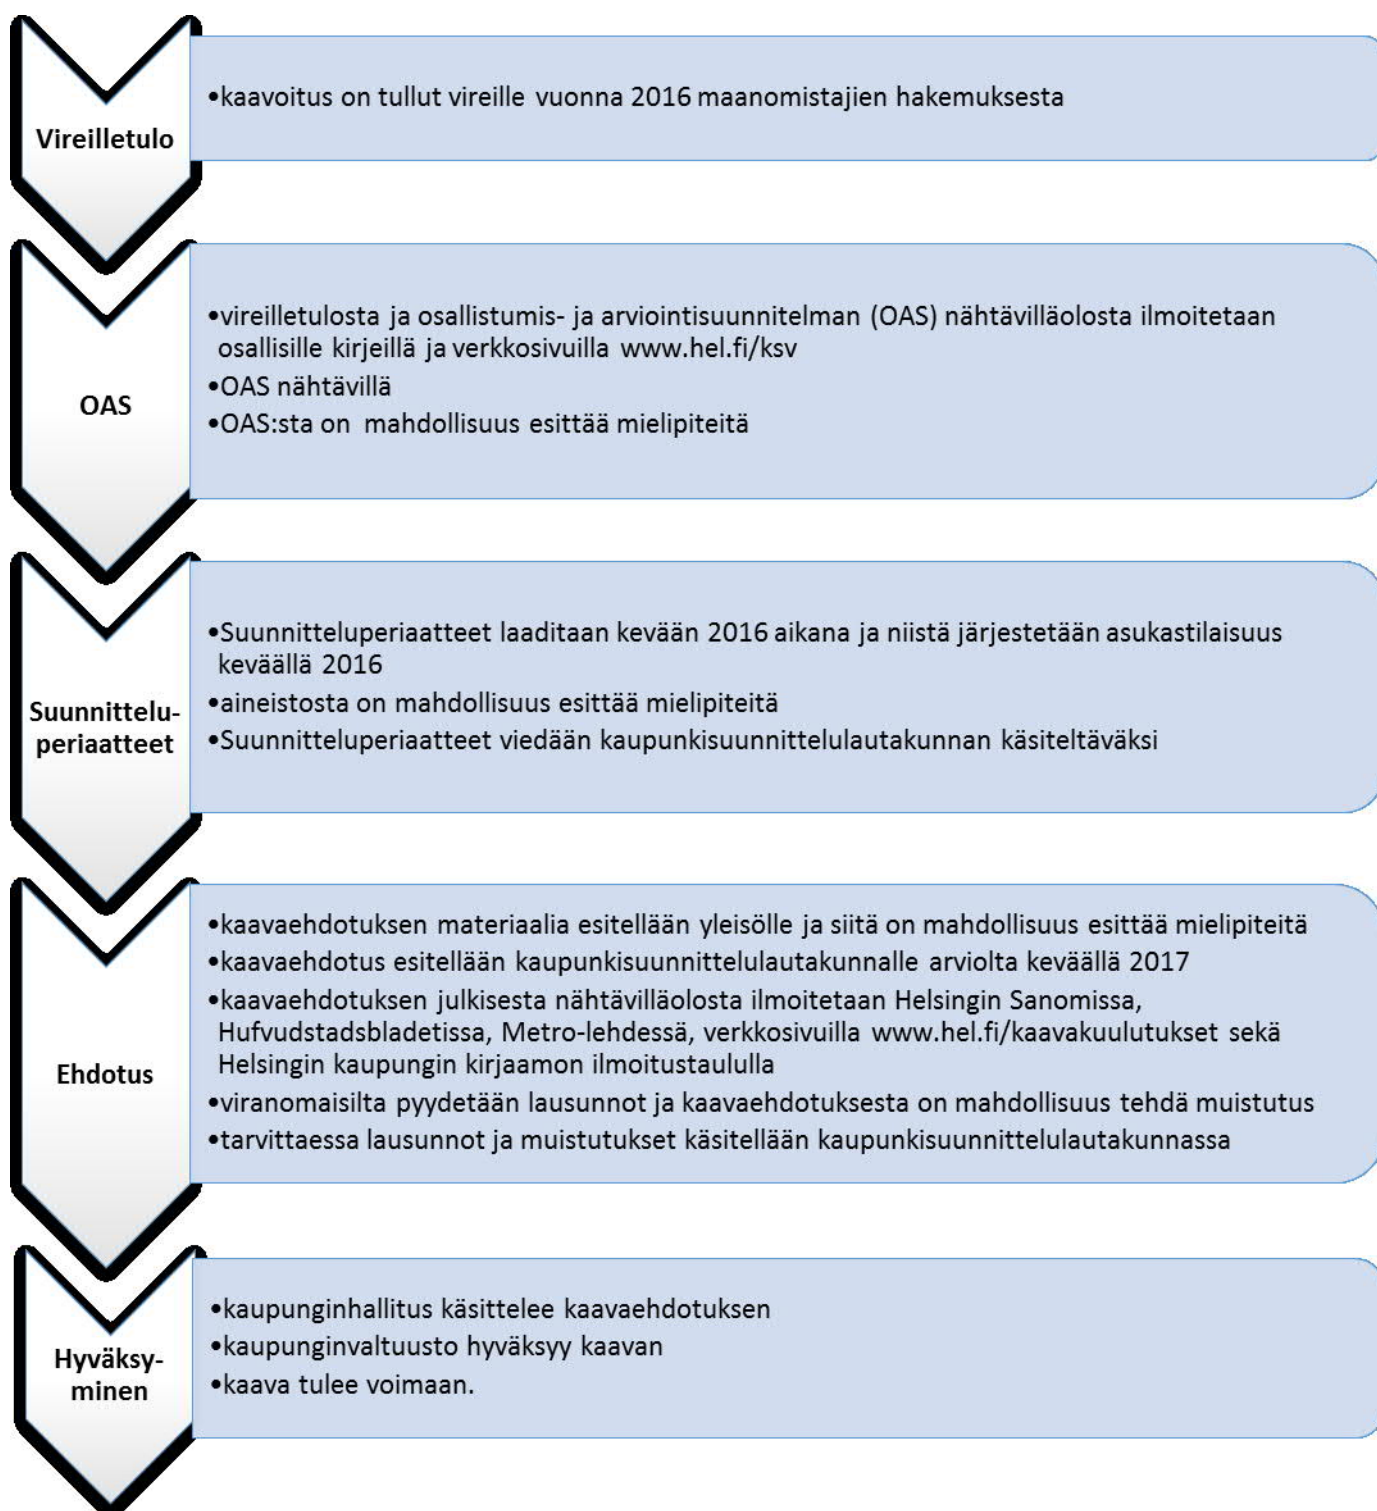 Vireilletulo
•kaavoitus on tullut vireille vuonna 2016 maanomistajien hakemuksesta
OAS
•vireilletulosta ja osallistumis- ja arviointisuunnitelman (OAS) nähtävilläolosta ilmoitetaan
osallisille kirjeillä ja verkkosivuilla www.hel.fi/ksv
•OAS nähtävillä
•OAS:sta on mahdollisuus esittää mielipiteitä
Suunnittelu-
periaatteet
•Suunnitteluperiaatteet laaditaan kevään 2016 aikana ja niistä järjestetään asukastilaisuus
keväällä 2016
•aineistosta on mahdollisuus esittää mielipiteitä
•Suunnitteluperiaatteet viedään kaupunkisuunnittelulautakunnan käsiteltäväksi
Ehdotus
•kaavaehdotuksen materiaalia esitellään yleisölle ja siitä on mahdollisuus esittää mielipiteitä
•kaavaehdotus esitellään kaupunkisuunnittelulautakunnalle arviolta keväällä 2017
•kaavaehdotuksen julkisesta nähtävilläolosta ilmoitetaan Helsingin Sanomissa,
Hufvudstadsbladetissa, Metro-lehdessä, verkkosivuilla www.hel.fi/kaavakuulutukset sekä
Helsingin kaupungin kirjaamon ilmoitustaululla
•viranomaisilta pyydetään lausunnot ja kaavaehdotuksesta on mahdollisuus tehdä muistutus
•tarvittaessa lausunnot ja muistutukset käsitellään kaupunkisuunnittelulautakunnassa
Hyväksy-
minen
•kaupunginhallitus käsittelee kaavaehdotuksen
•kaupunginvaltuusto hyväksyy kaavan
•kaava tulee voimaan.